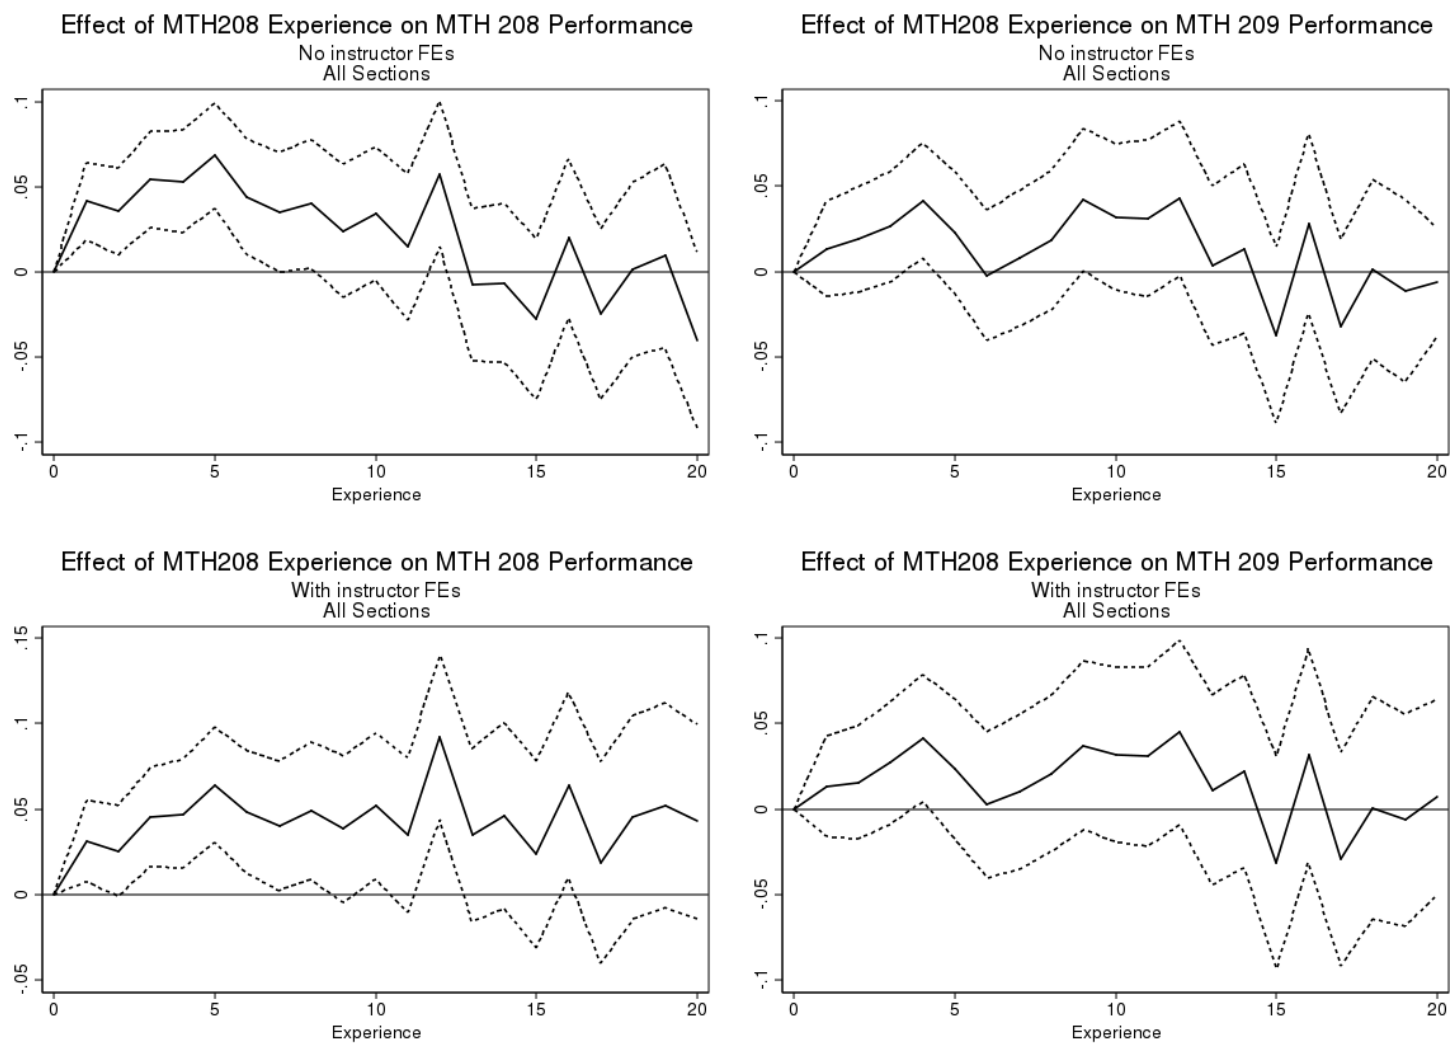 Effect of MTH208 Experience on MTH 208 Performance
No instructor FEs
All Sections
.1
.05
0
-.05
-.1
0 5 10 15 20
Experience
Effect of MTH208 Experience on MTH 209 Performance
No instructor FEs
All Sections
.1
.05
0
-.05
-.1
0 5 10 15 20
Experience
Effect of MTH208 Experience on MTH 208 Performance
With instructor FEs
All Sections
.15
.1
.05
0
-.05
0 5 10 15 20
Experience
Effect of MTH208 Experience on MTH 209 Performance
With instructor FEs
All Sections
.1
.05
0
-.05
-.1
0 5 10 15 20
Experience